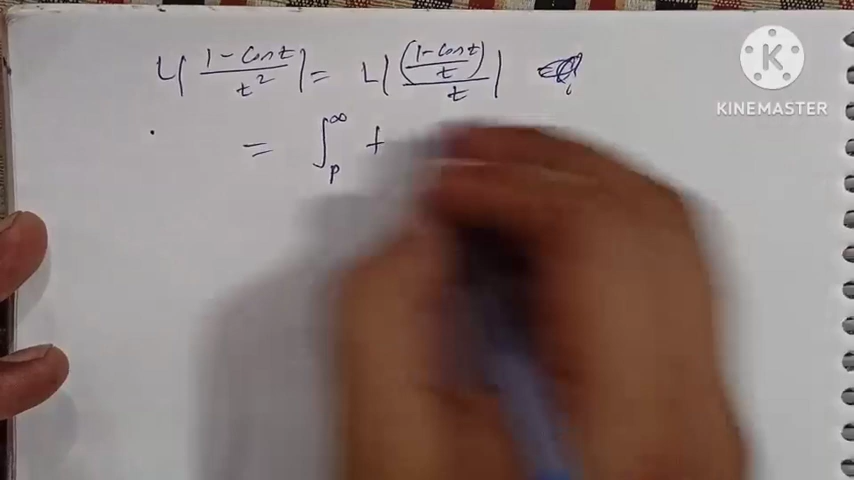 L{ (1 - Cos t)/t² } = L{ ((1 - Cos t)/t)/t }
= ∫_p^∞ f
K
KINEMASTER